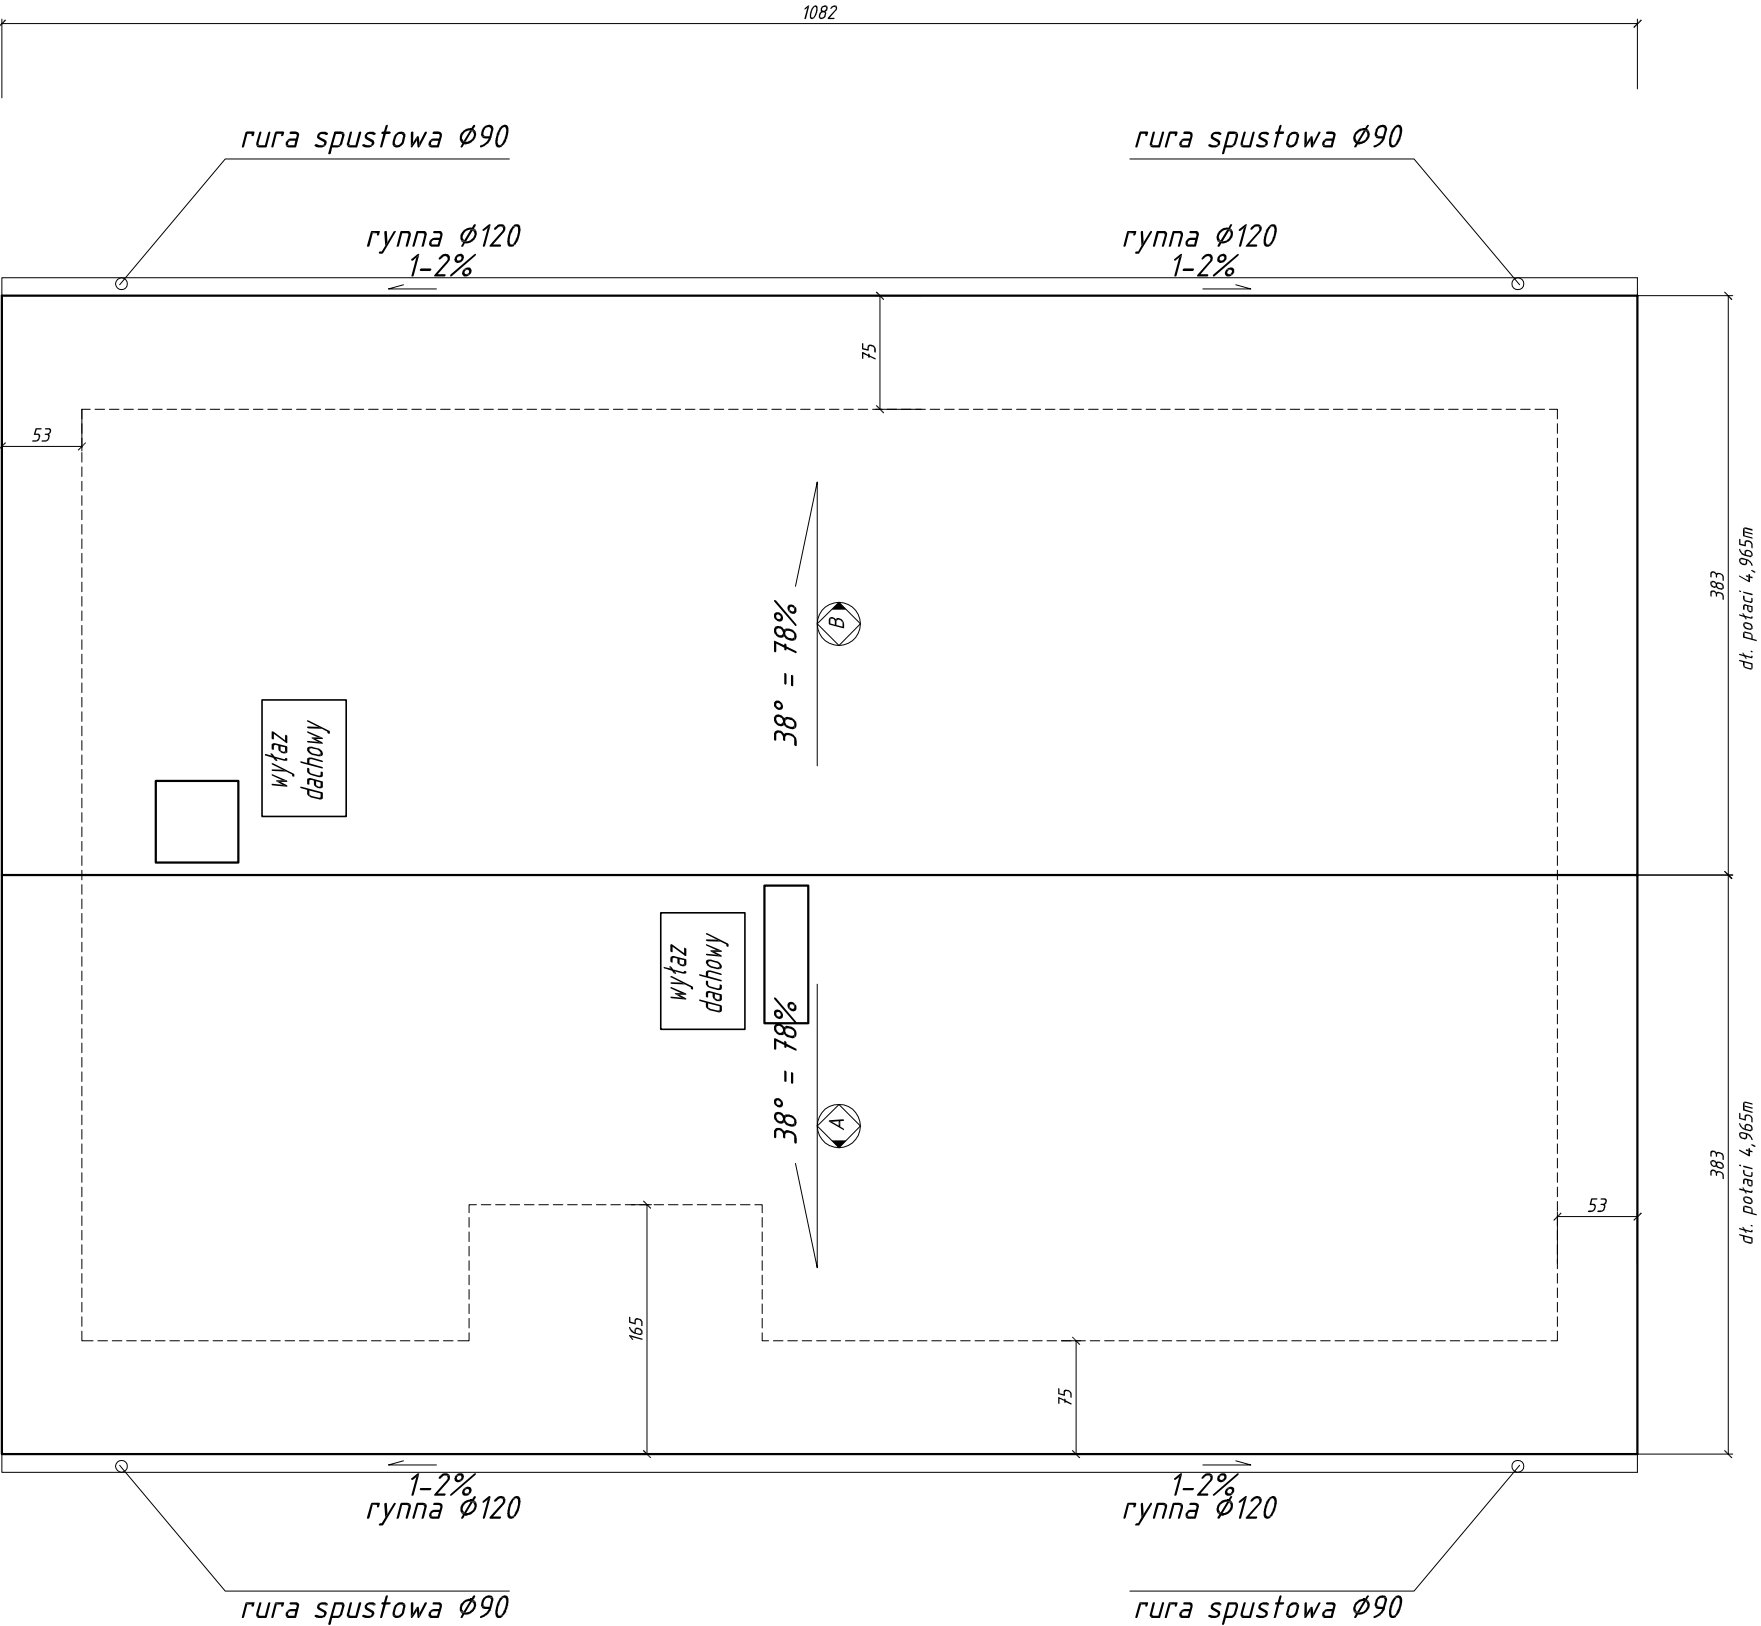 1082
rura spustowa Ø90
rura spustowa Ø90
rynna Ø120
1-2%
rynna Ø120
1-2%
75
53
383
dł. połaci 4,965m
38° = 78%
B
wyłaz
dachowy
wyłaz
dachowy
38° = 78%
A
383
dł. połaci 4,965m
53
165
75
1-2%
rynna Ø120
1-2%
rynna Ø120
rura spustowa Ø90
rura spustowa Ø90